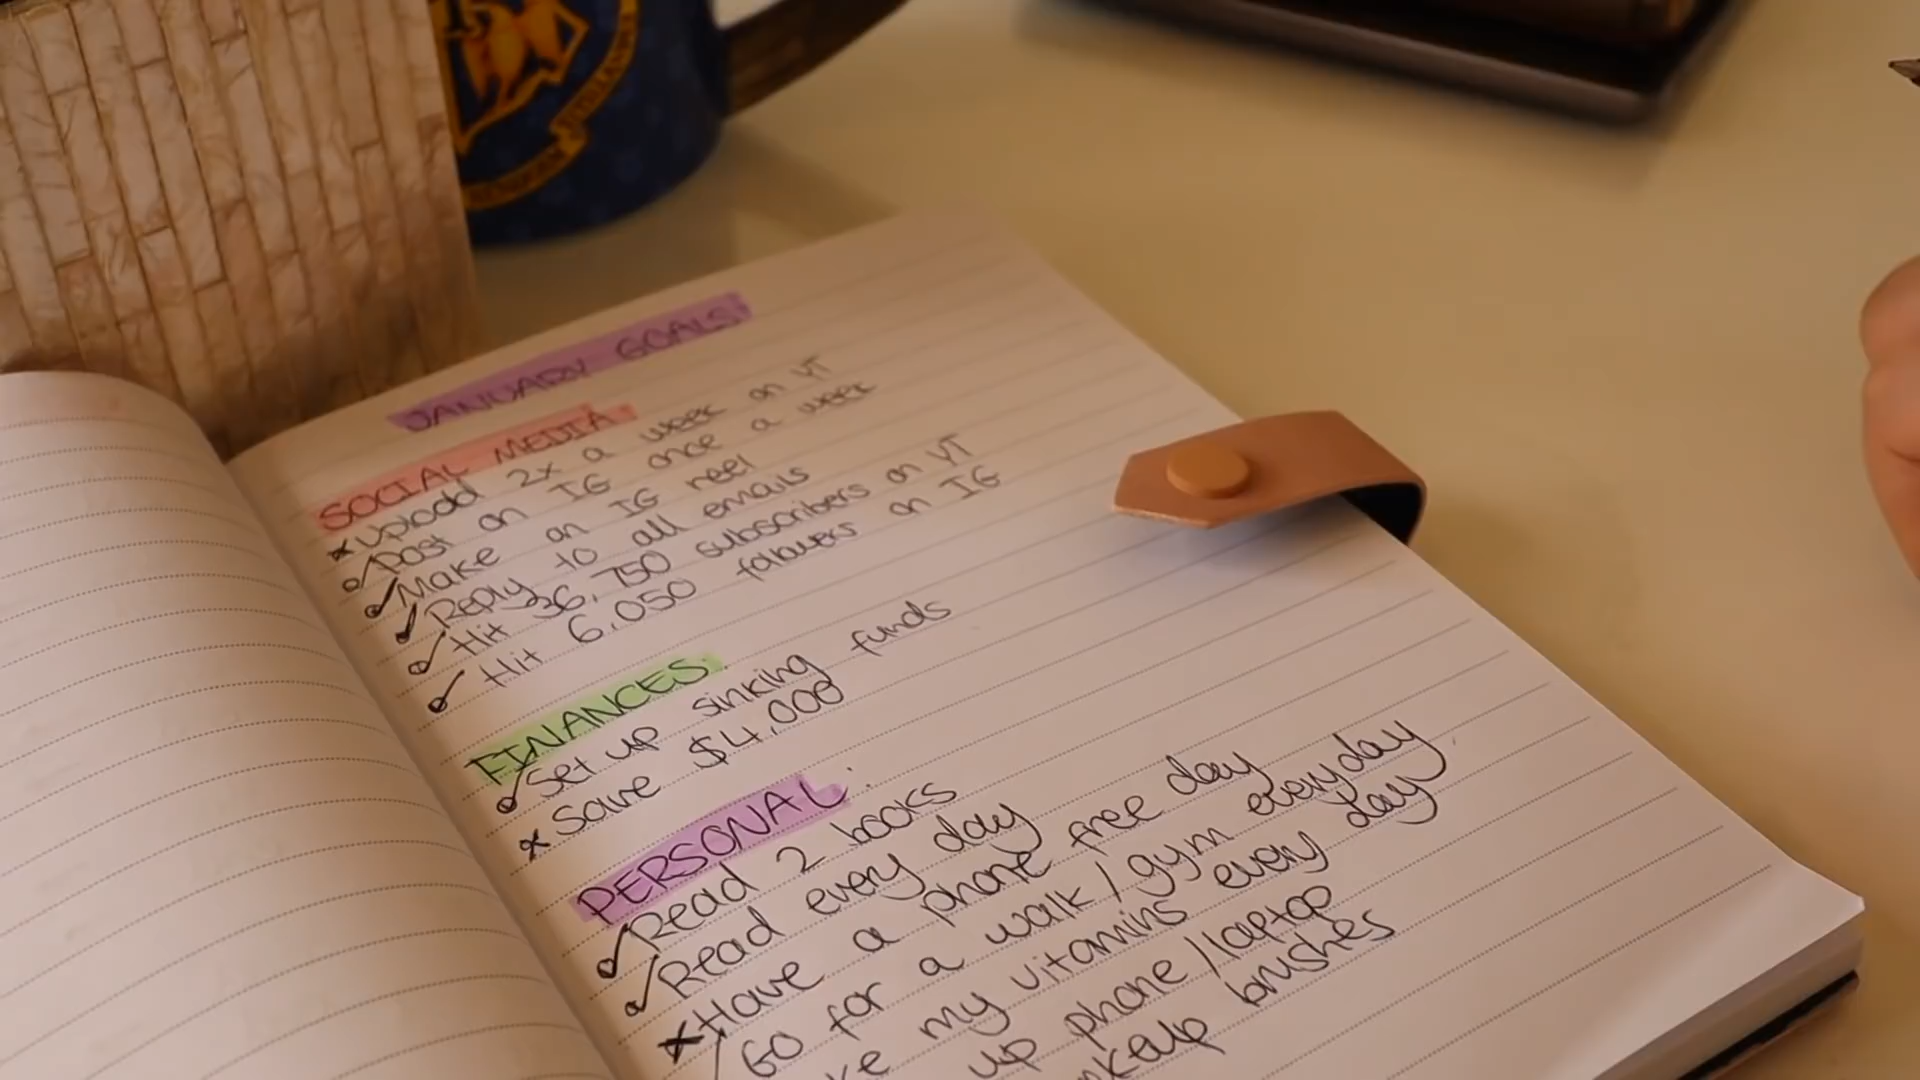 JANUARY GOALS:
SOCIAL MEDIA:
Upload 2x a week on YT
Post on IG once a week
Make an IG reel
Reply to all emails
Hit 36,750 subscribers on YT
Hit 6,050 followers on IG
FINANCES:
Set up sinking funds
Save $4,000
PERSONAL:
Read 2 books
Read every day
Have a phone free day
Go for a walk / gym everyday
my vitamins every day
up phone / laptop
brushes